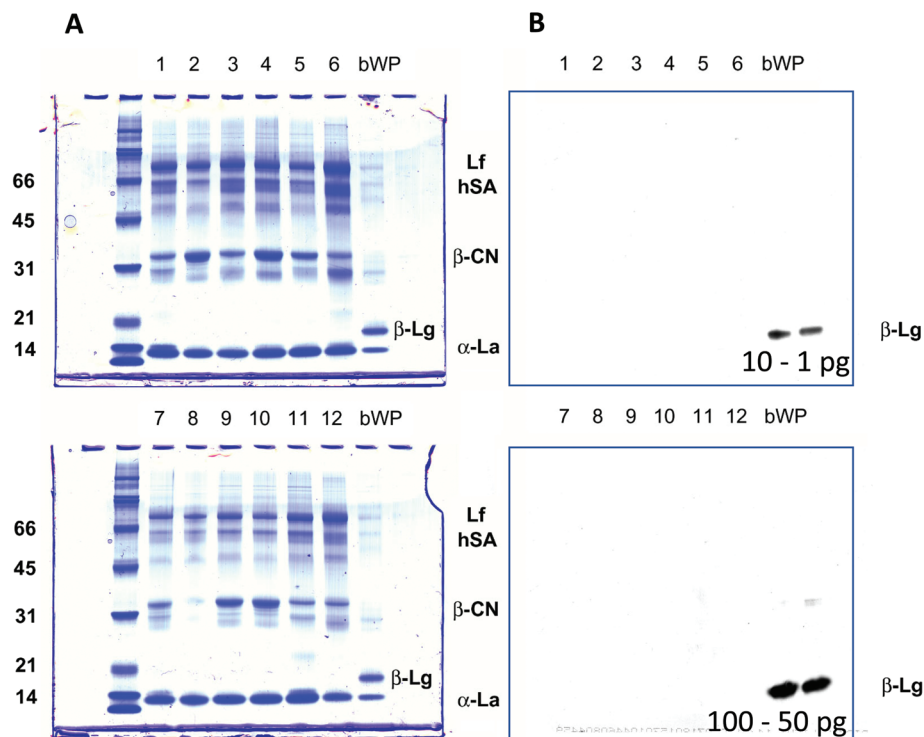 A
B
1 2 3 4 5 6 bWP
1 2 3 4 5 6 bWP
66
45
31
21
14
Lf
hSA
β-CN
β-Lg
α-La
β-Lg
10 - 1 pg
7 8 9 10 11 12 bWP
7 8 9 10 11 12 bWP
66
45
31
21
14
Lf
hSA
β-CN
β-Lg
α-La
β-Lg
100 - 50 pg